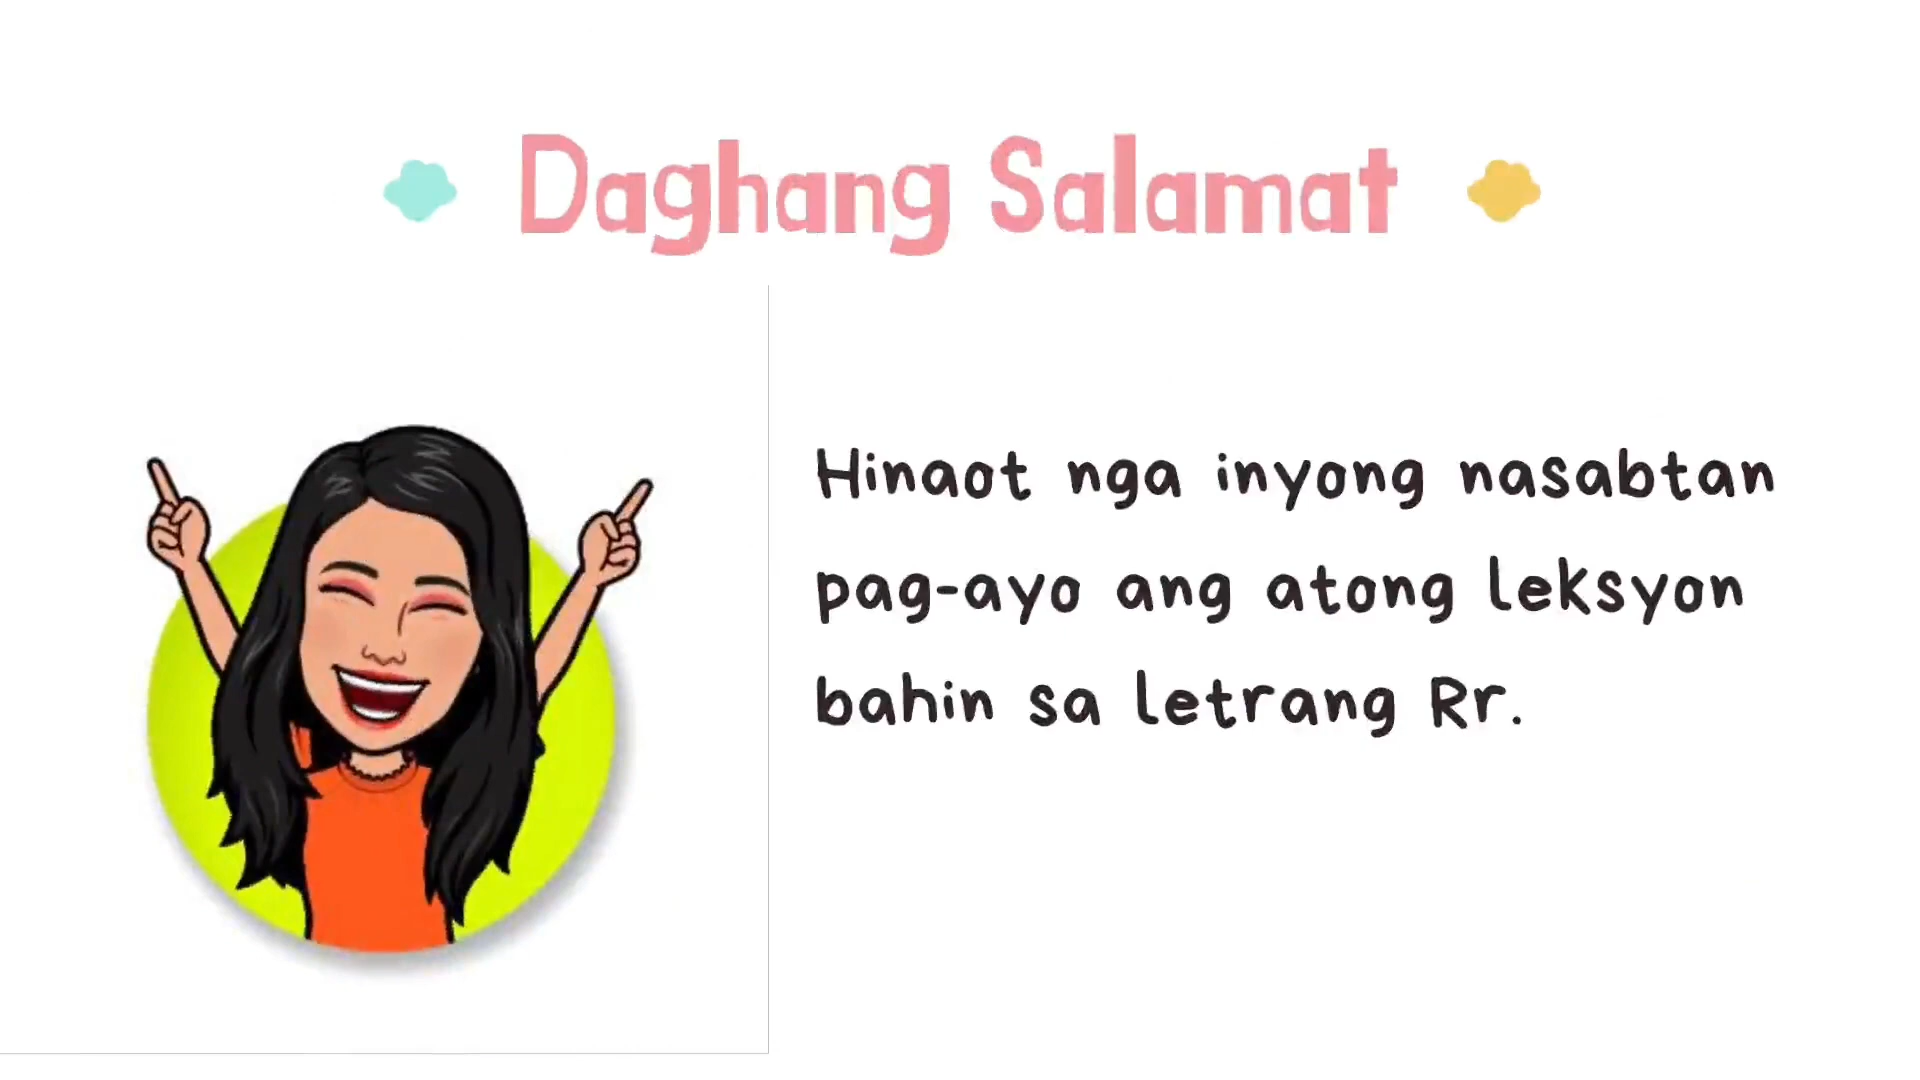 Daghang Salamat
Hinaot nga inyong nasabtan
pag-ayo ang atong leksyon
bahin sa letrang Rr.